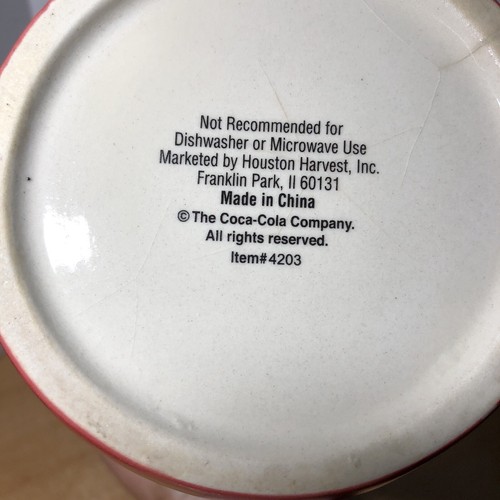 Not Recommended for
Dishwasher or Microwave Use
Marketed by Houston Harvest, Inc.
Franklin Park, Il 60131
Made in China
©The Coca-Cola Company.
All rights reserved.
Item#4203